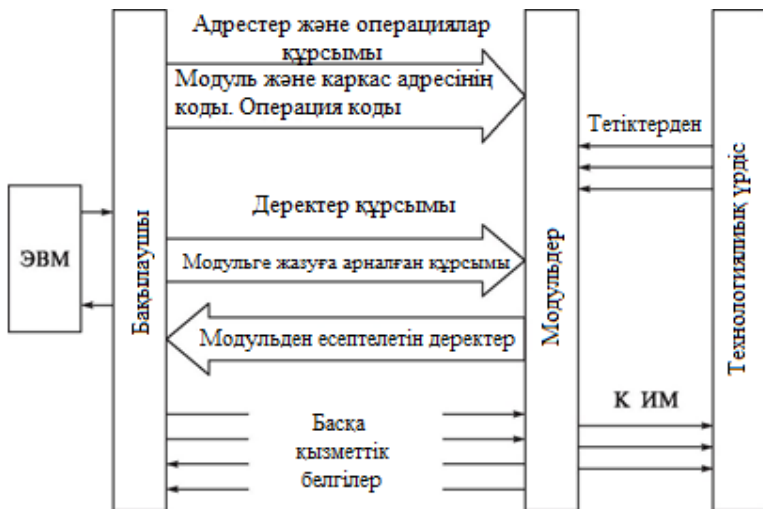 ЭВМ
Бақылаушы
Адрестер және операциялар
құрсымы
Модуль және каркас адресінің
коды. Операция коды
Деректер құрсымы
Модульге жазуға арналған құрсымы
Модульден есептелетін деректер
Басқа
қызметтік
белгілер
Модульдер
Тетіктерден
К ИМ
Технологиялиық үрдіс